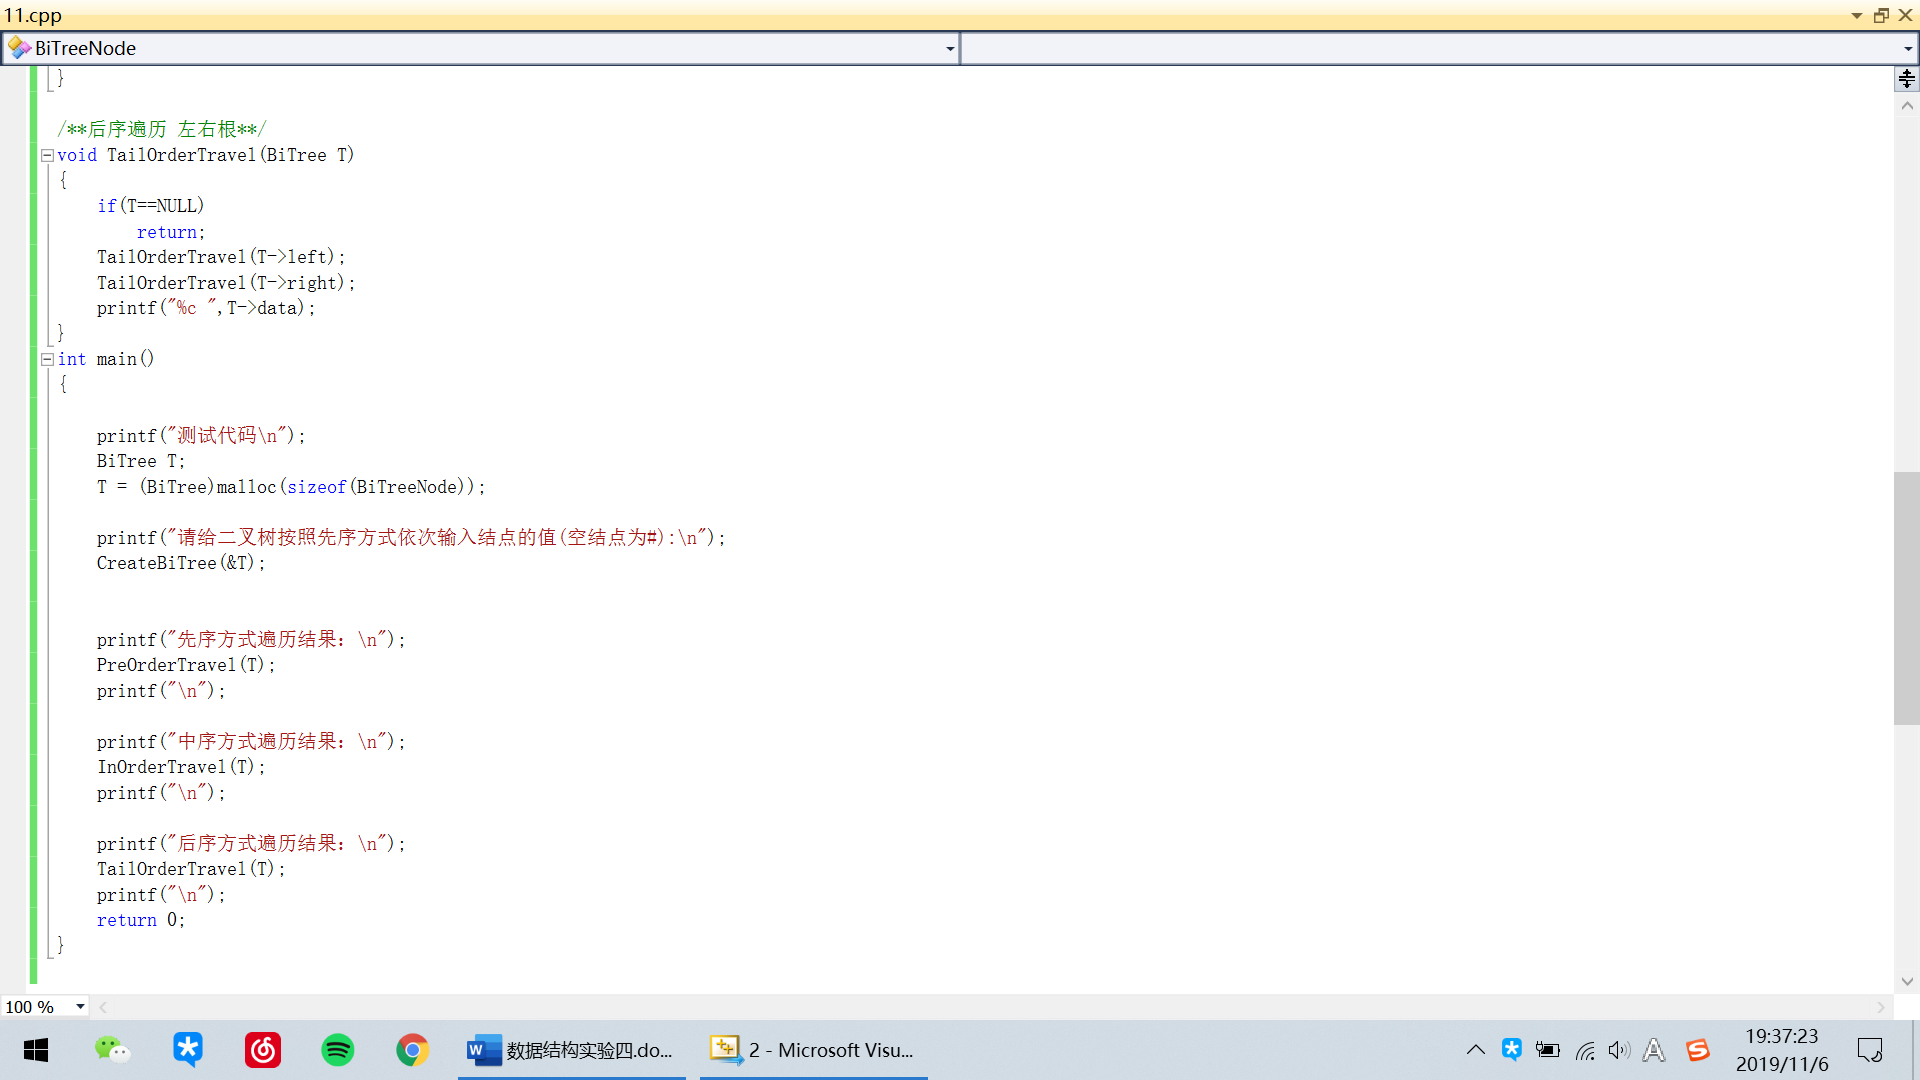 11.cpp
BiTreeNode
}
/**后序遍历 左右根**/
void TailOrderTravel(BiTree T)
{
if(T==NULL)
return;
TailOrderTravel(T->left);
TailOrderTravel(T->right);
printf("%c ",T->data);
}
int main()
{
printf("测试代码\n");
BiTree T;
T = (BiTree)malloc(sizeof(BiTreeNode));
printf("请给二叉树按照先序方式依次输入结点的值(空结点为#):\n");
CreateBiTree(&T);
printf("先序方式遍历结果：\n");
PreOrderTravel(T);
printf("\n");
printf("中序方式遍历结果：\n");
InOrderTravel(T);
printf("\n");
printf("后序方式遍历结果：\n");
TailOrderTravel(T);
printf("\n");
return 0;
}
100 %
数据结构实验四.do...
2 - Microsoft Visu...
19:37:23
2019/11/6